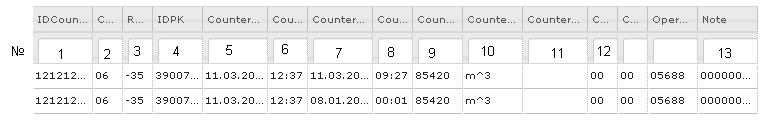 IDCoun... C... R... IDPK Counter... Cou... Counter... Cou... Coun... Counte... Counter... C... C... Oper... Note
№ 1 2 3 4 5 6 7 8 9 10 11 12 13
121212... 06 -35 39007... 11.03.20... 12:37 11.03.20... 09:27 85420 m^3 00 00 05688 000000...
121212... 06 -35 39007... 11.03.20... 12:37 08.01.20... 00:01 85420 m^3 00 00 05688 000000...